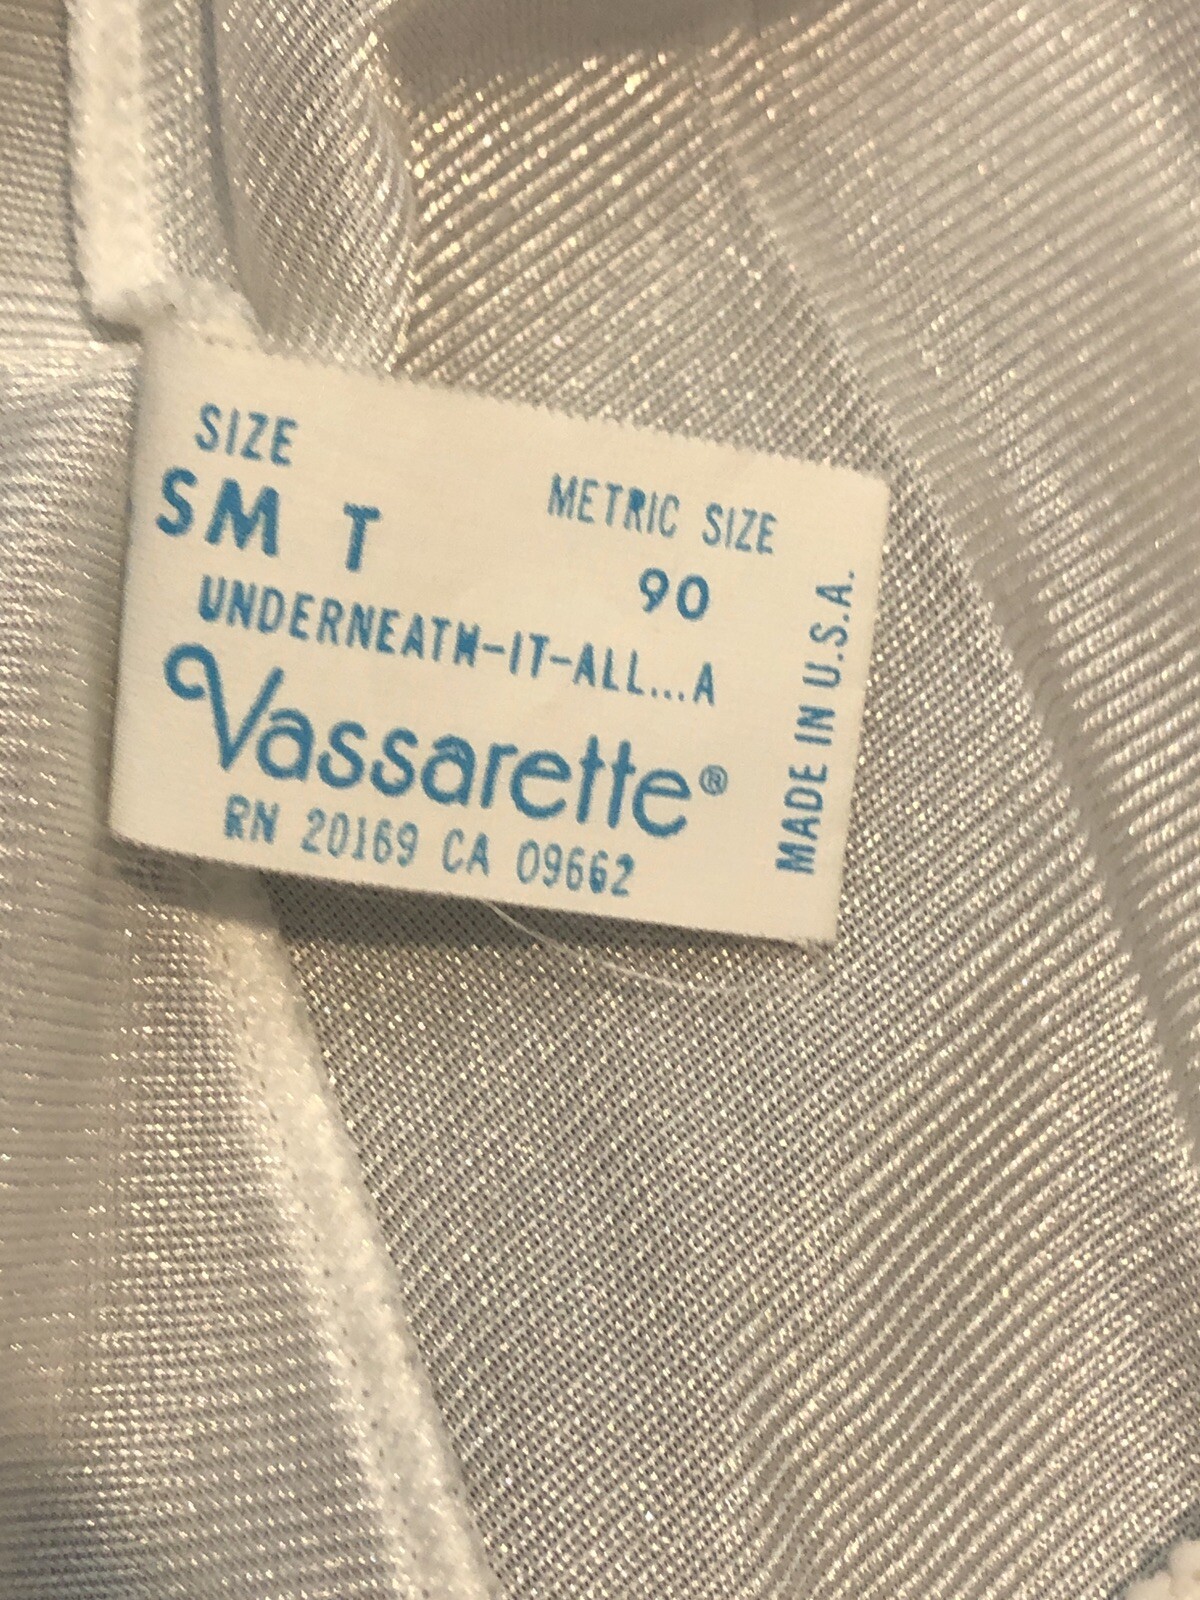 SIZE
SM T
METRIC SIZE
90
UNDERNEATH-IT-ALL...A
Vassarette®
RN 20169 CA 09662
MADE IN U.S.A.